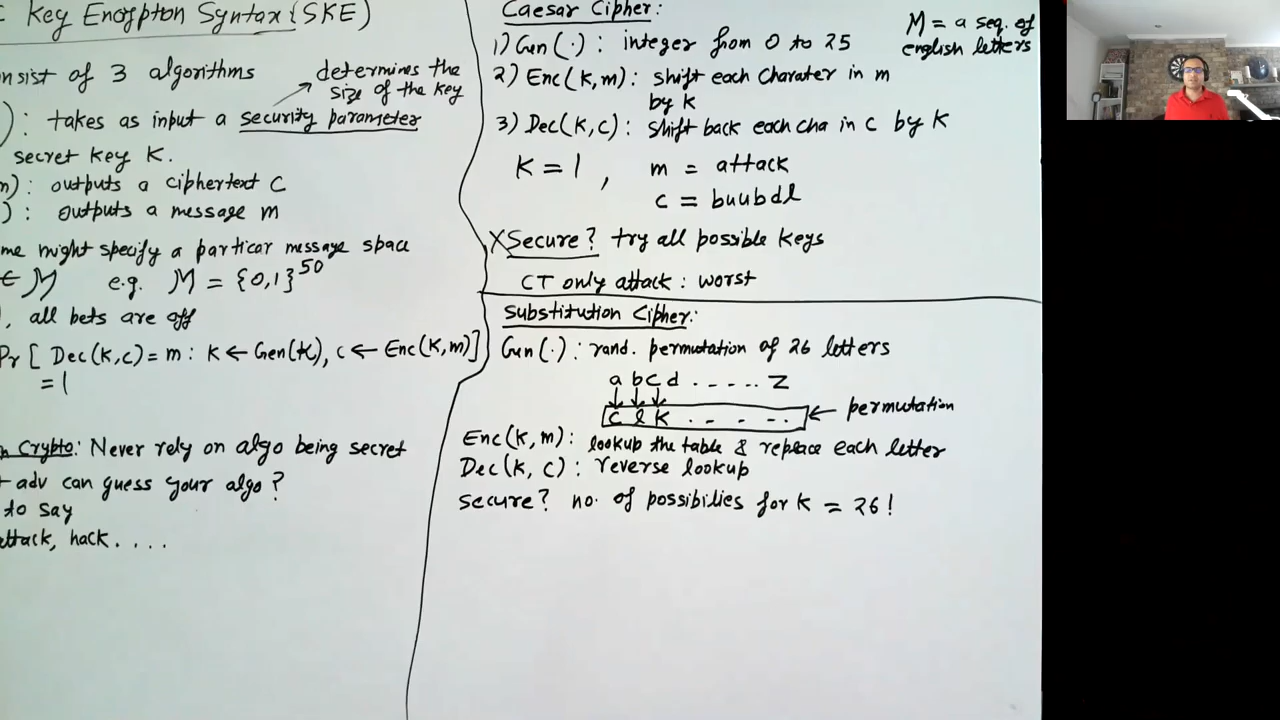 Key Encryption Syntax (SKE)
nsist of 3 algorithms
determines the
size of the key
): takes as input a security parameter
secret key K.
n): outputs a ciphertext C
): outputs a message m
me might specify a particar message space
∈ M e.g. M = {0,1}^50
, all bets are off
Pr [ Dec(K,c) = m : K ← Gen(K), c ← Enc(K,m)]
= 1
n Crypto: Never rely on algo being secret
adv can guess your algo?
to say
attack, hack. . . .
Caesar Cipher:
M = a seq. of
english letters
1) Gen(·): integer from 0 to 25
2) Enc(K,m): shift each charater in m
by K
3) Dec(K,c): shift back each cha in c by K
K = 1 , m = attack
c = buubdl
X Secure? try all possible keys
CT only attack : worst
Substitution Cipher:
Gen(·): rand. permutation of 26 letters
a b c d . - - . . . z
c l k . - - - . ← permutation
Enc(K, m): lookup the table & replace each letter
Dec(K, c): reverse lookup
secure? no. of possibilies for K = 26!